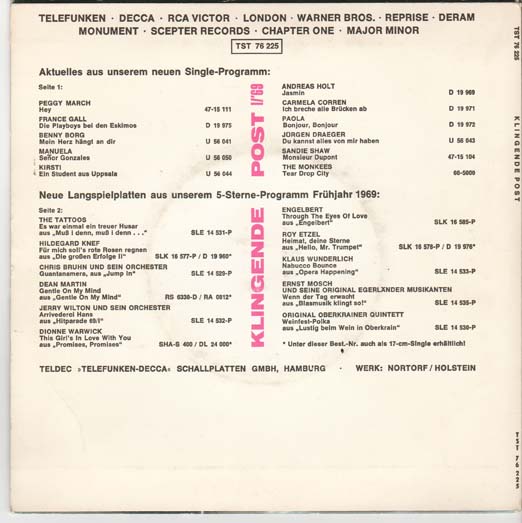 TELEFUNKEN · DECCA · RCA VICTOR · LONDON · WARNER BROS. · REPRISE · DERAM
MONUMENT · SCEPTER RECORDS · CHAPTER ONE · MAJOR MINOR
TST 76 225
Aktuelles aus unserem neuen Single-Programm:
Seite 1:
PEGGY MARCH
Hey 47-15 111
FRANCE GALL
Die Playboys bei den Eskimos D 19 975
BENNY BORG
Mein Herz hängt an dir U 56 041
MANUELA
Señor Gonzales U 56 050
KIRSTI
Ein Student aus Uppsala U 56 044
ANDREAS HOLT
Jasmin D 19 969
CARMELA CORREN
Ich breche alle Brücken ab D 19 971
PAOLA
Bonjour, Bonjour D 19 972
JÜRGEN DRAEGER
Du kannst alles von mir haben U 56 043
SANDIE SHAW
Monsieur Dupont 47-15 104
THE MONKEES
Tear Drop City 66-5000
KLINGENDE POST I/'69
Neue Langspielplatten aus unserem 5-Sterne-Programm Frühjahr 1969:
Seite 2:
THE TATTOOS
Es war einmal ein treuer Husar
aus „Muß i denn, muß i denn . . .“ SLE 14 531-P
HILDEGARD KNEF
Für mich soll's rote Rosen regnen
aus „Die großen Erfolge II“ SLK 16 577-P / D 19 960*
CHRIS BRUHN UND SEIN ORCHESTER
Guantanamera, aus „Jump in“ SLE 14 529-P
DEAN MARTIN
Gentle On My Mind
aus „Gentle On My Mind“ RS 6330-D / RA 0812*
JERRY WILTON UND SEIN ORCHESTER
Arrivederci Hans
aus „Hitparade 69/I“ SLE 14 532-P
DIONNE WARWICK
This Girl's In Love With You
aus „Promises, Promises“ SHA-S 400 / DL 24 000*
ENGELBERT
Through The Eyes Of Love
aus „Engelbert“ SLK 16 585-P
ROY ETZEL
Heimat, deine Sterne
aus „Hello, Mr. Trumpet“ SLK 16 578-P / D 19 976*
KLAUS WUNDERLICH
Nabucco Bounce
aus „Opera Happening“ SLE 14 533-P
ERNST MOSCH
UND SEINE ORIGINAL EGERLÄNDER MUSIKANTEN
Wenn der Tag erwacht
aus „Blasmusik klingt so!“ SLE 14 535-P
ORIGINAL OBERKRAINER QUINTETT
Weinfest-Polka
aus „Lustig beim Wein in Oberkrain“ SLE 14 530-P
* Unter dieser Best.-Nr. auch als 17-cm-Single erhältlich!
TELDEC »TELEFUNKEN-DECCA« SCHALLPLATTEN GMBH, HAMBURG · WERK: NORTORF/HOLSTEIN
TST 76 225
KLINGENDE POST
TST 76 225